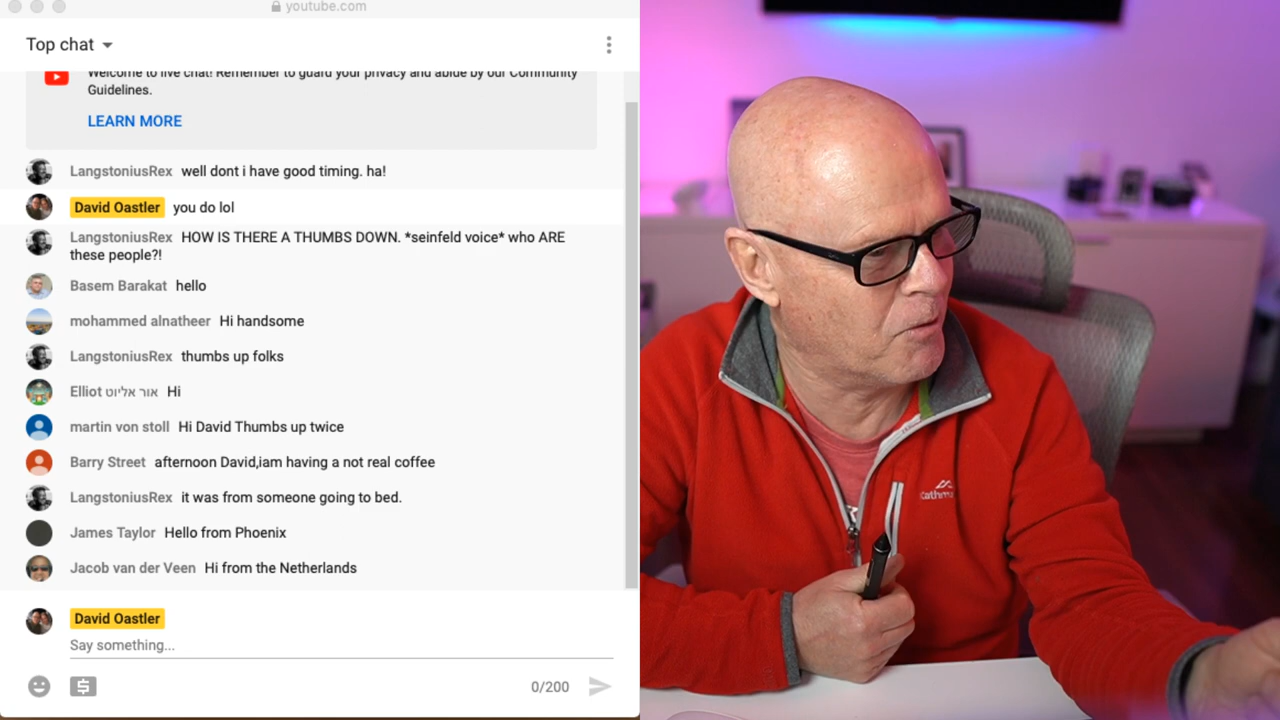 youtube.com
Top chat
Welcome to live chat! Remember to guard your privacy and abide by our Community
Guidelines.
LEARN MORE
LangstoniusRex well dont i have good timing. ha!
David Oastler you do lol
LangstoniusRex HOW IS THERE A THUMBS DOWN. *seinfeld voice* who ARE
these people?!
Basem Barakat hello
mohammed alnatheer Hi handsome
LangstoniusRex thumbs up folks
Elliot אור אליוט Hi
martin von stoll Hi David Thumbs up twice
Barry Street afternoon David,iam having a not real coffee
LangstoniusRex it was from someone going to bed.
James Taylor Hello from Phoenix
Jacob van der Veen Hi from the Netherlands
David Oastler
Say something...
0/200